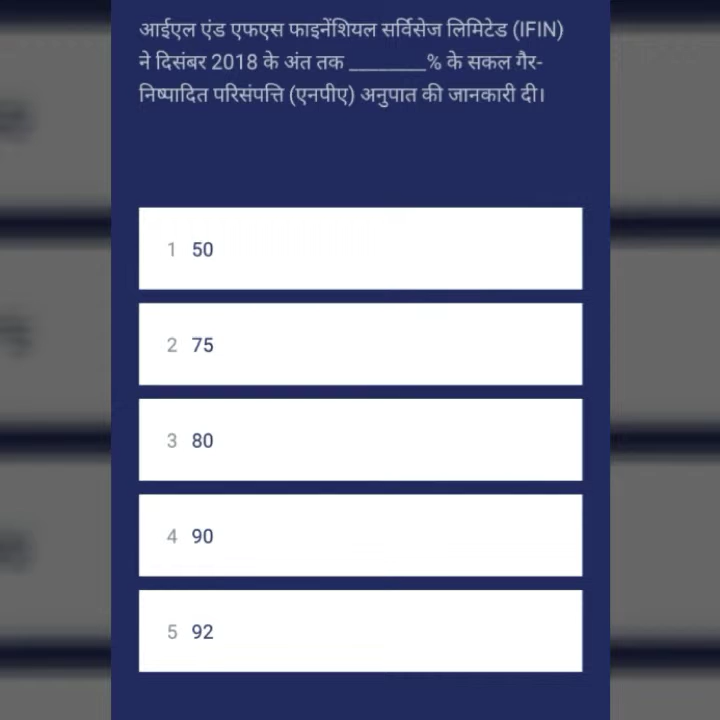 आईएल एंड एफएस फाइनेंशियल सर्विसेज लिमिटेड (IFIN)
ने दिसंबर 2018 के अंत तक ________% के सकल गैर-
निष्पादित परिसंपत्ति (एनपीए) अनुपात की जानकारी दी।
1 50
2 75
3 80
4 90
5 92